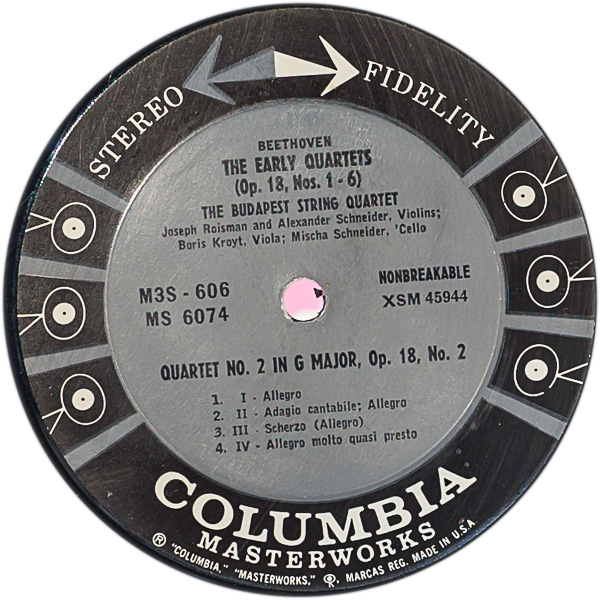 STEREO FIDELITY
BEETHOVEN
THE EARLY QUARTETS
(Op. 18, Nos. 1 - 6)
THE BUDAPEST STRING QUARTET
Joseph Roisman and Alexander Schneider, Violins;
Boris Kroyt, Viola; Mischa Schneider, 'Cello
M3S - 606
MS 6074
NONBREAKABLE
XSM 45944
QUARTET NO. 2 IN G MAJOR, Op. 18, No. 2
1. I - Allegro
2. II - Adagio cantabile; Allegro
3. III - Scherzo (Allegro)
4. IV - Allegro molto quasi presto
COLUMBIA
MASTERWORKS
® "COLUMBIA," "MASTERWORKS," , MARCAS REG. MADE IN U.S.A